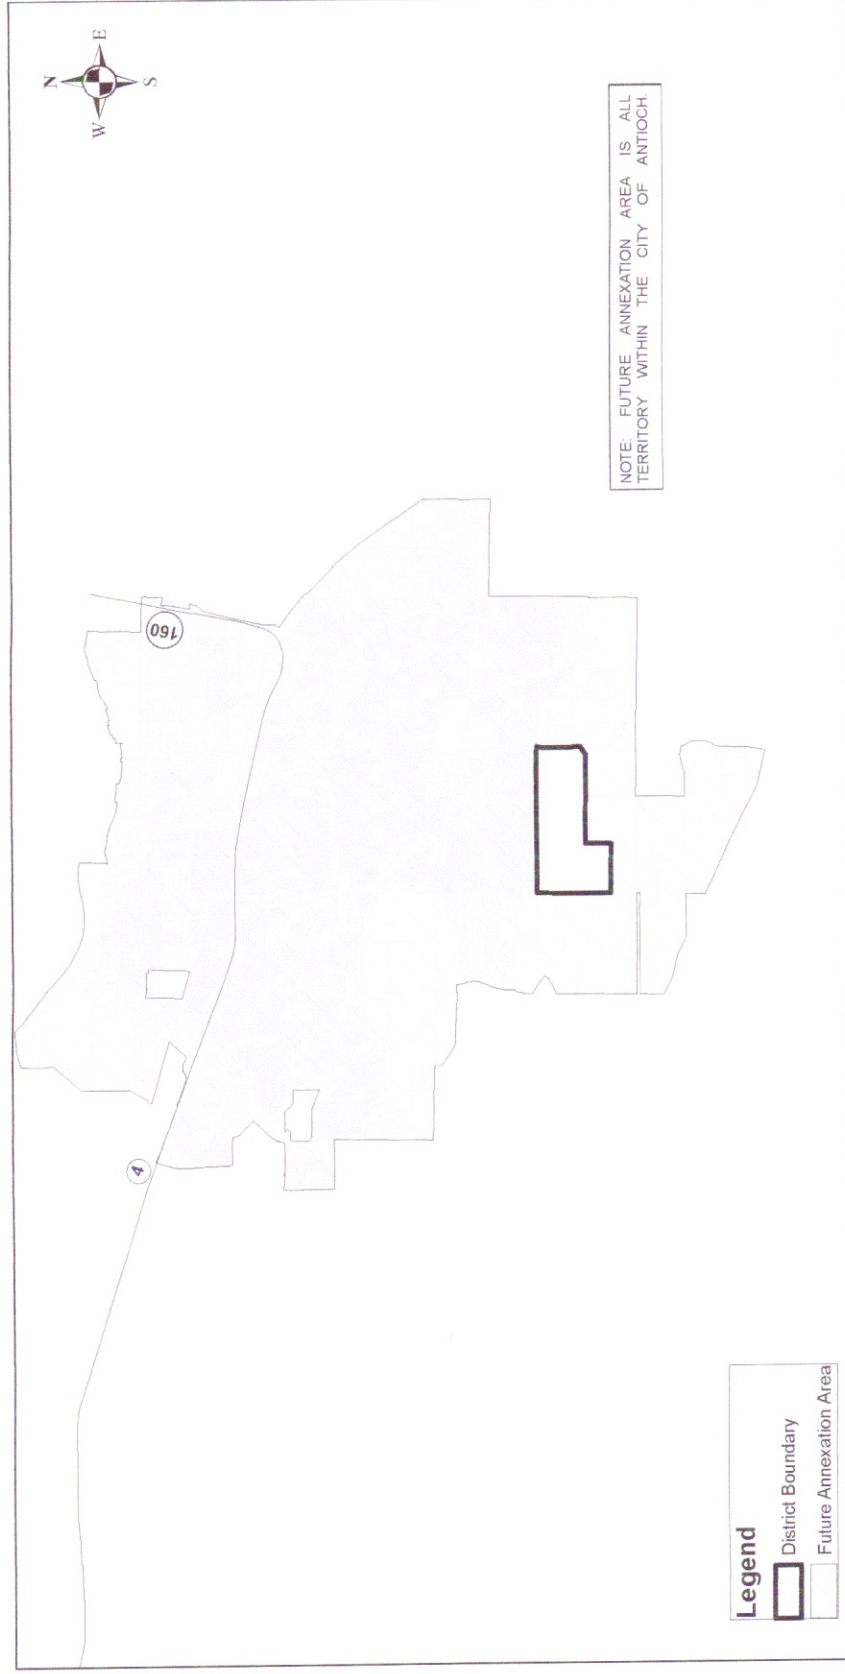 N
W E
S
160
4
NOTE: FUTURE ANNEXATION AREA IS ALL
TERRITORY WITHIN THE CITY OF ANTIOCH.
Legend
District Boundary
Future Annexation Area